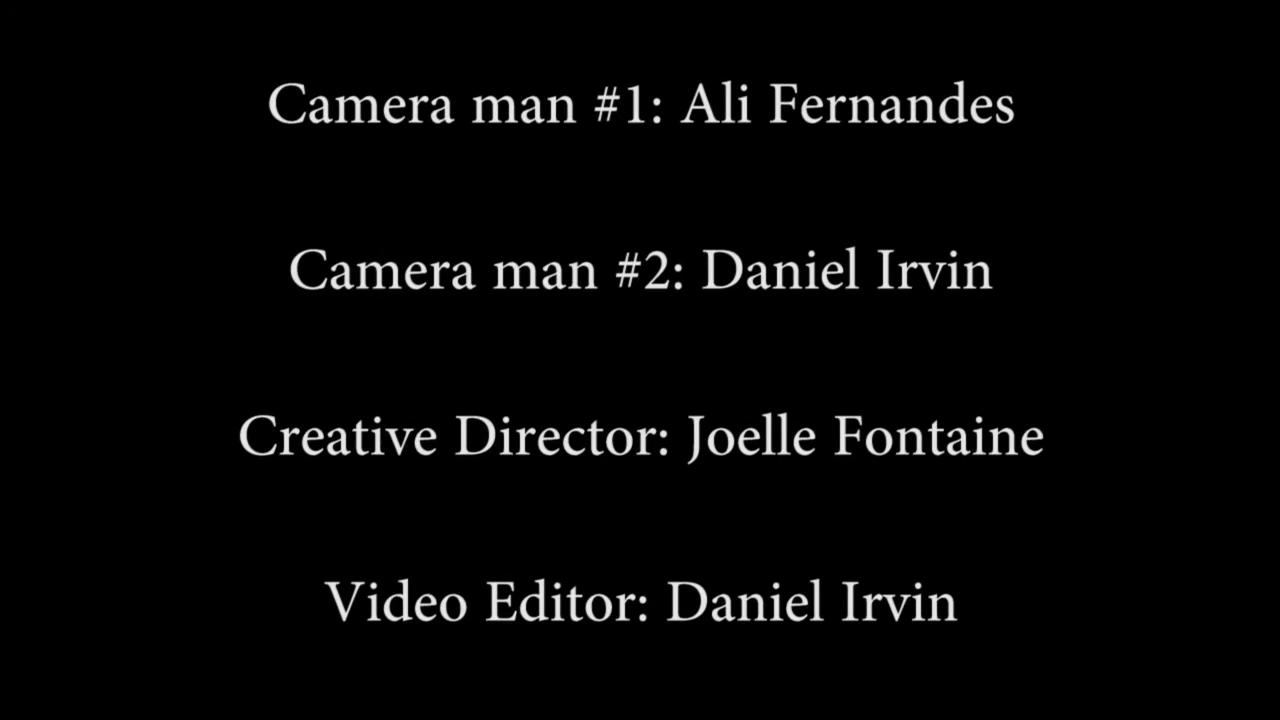 Camera man #1: Ali Fernandes
Camera man #2: Daniel Irvin
Creative Director: Joelle Fontaine
Video Editor: Daniel Irvin